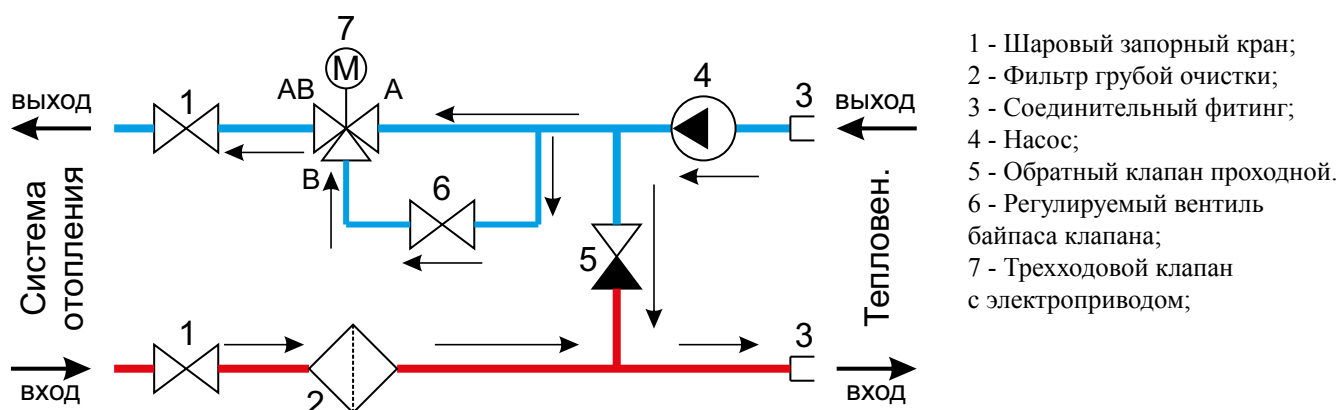 7
М
AB
A
B
1
4
3
выход
выход
6
5
Система
отопления
Тепловен.
1
2
3
вход
вход
1 - Шаровый запорный кран;
2 - Фильтр грубой очистки;
3 - Соединительный фитинг;
4 - Насос;
5 - Обратный клапан проходной.
6 - Регулируемый вентиль
байпаса клапана;
7 - Трехходовой клапан
с электроприводом;